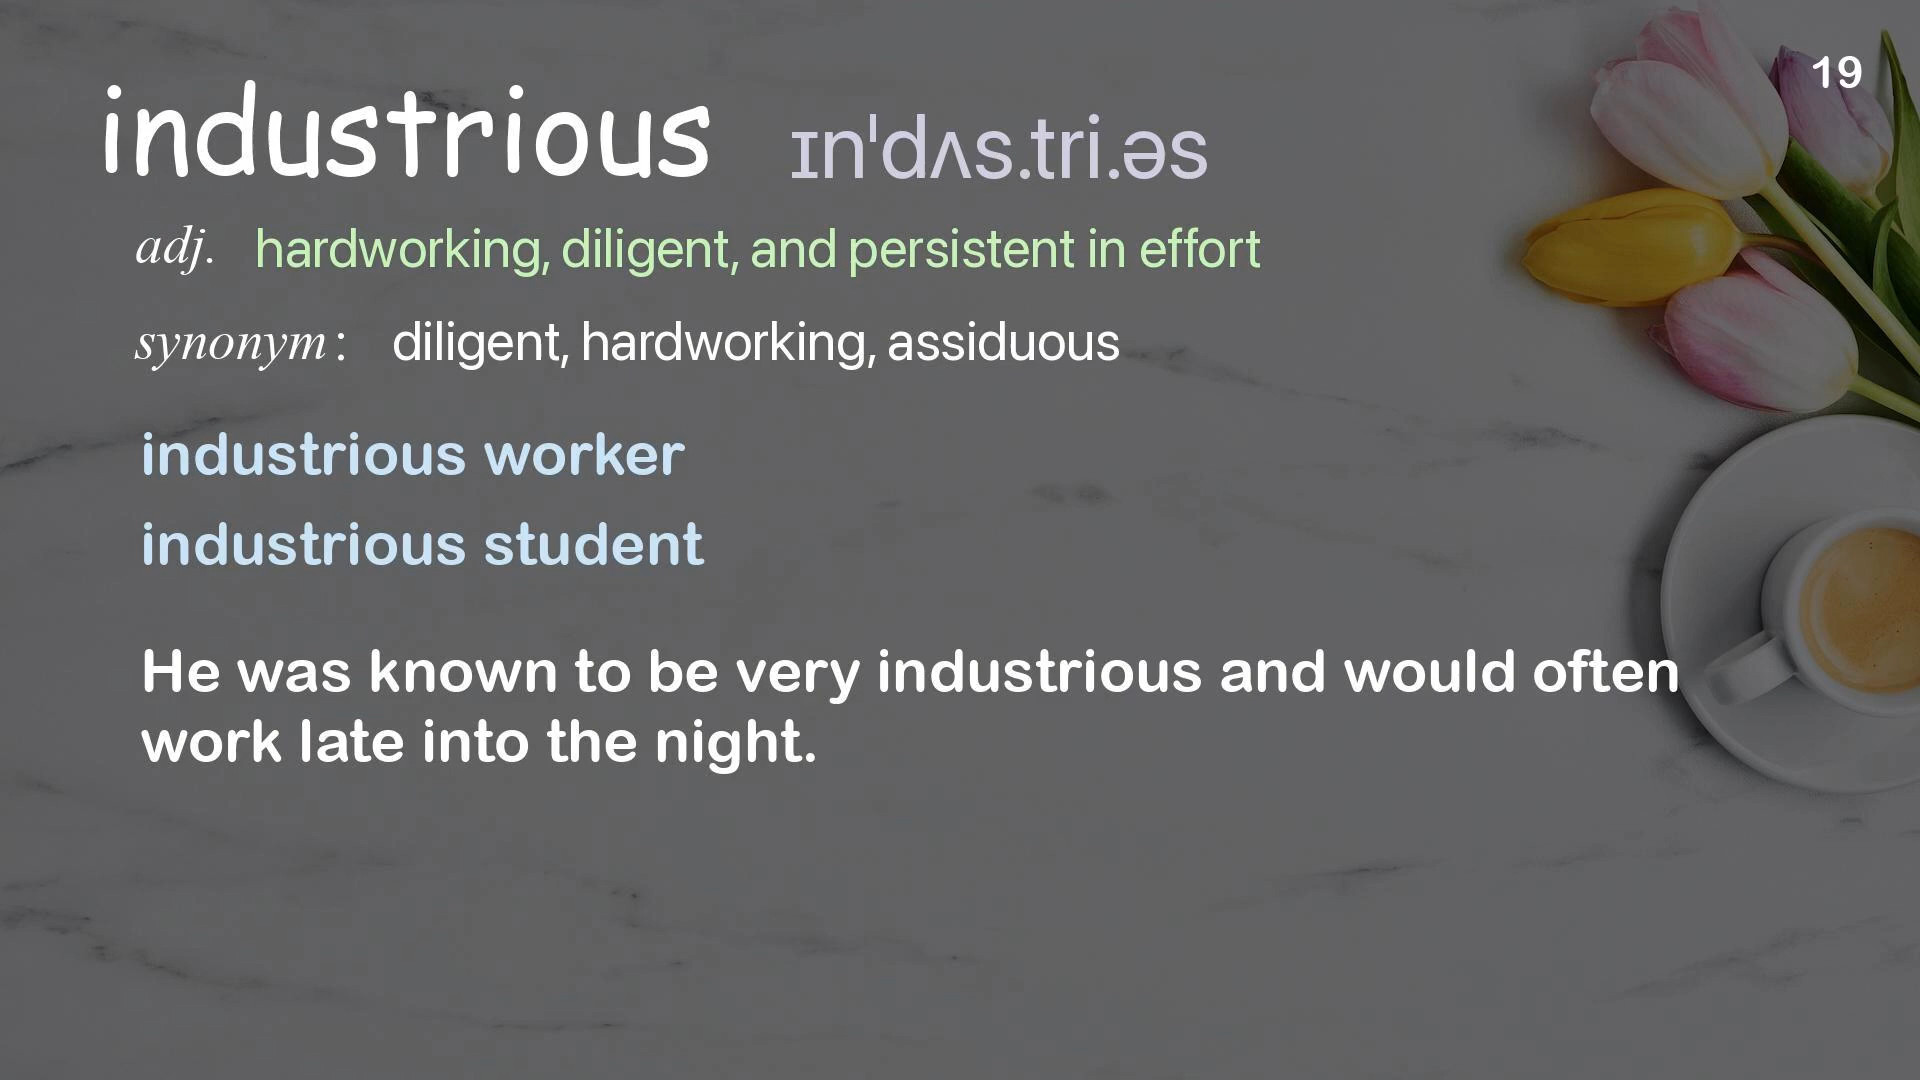 19
industrious ɪnˈdʌs.tri.əs
adj. hardworking, diligent, and persistent in effort
synonym : diligent, hardworking, assiduous
industrious worker
industrious student
He was known to be very industrious and would often
work late into the night.